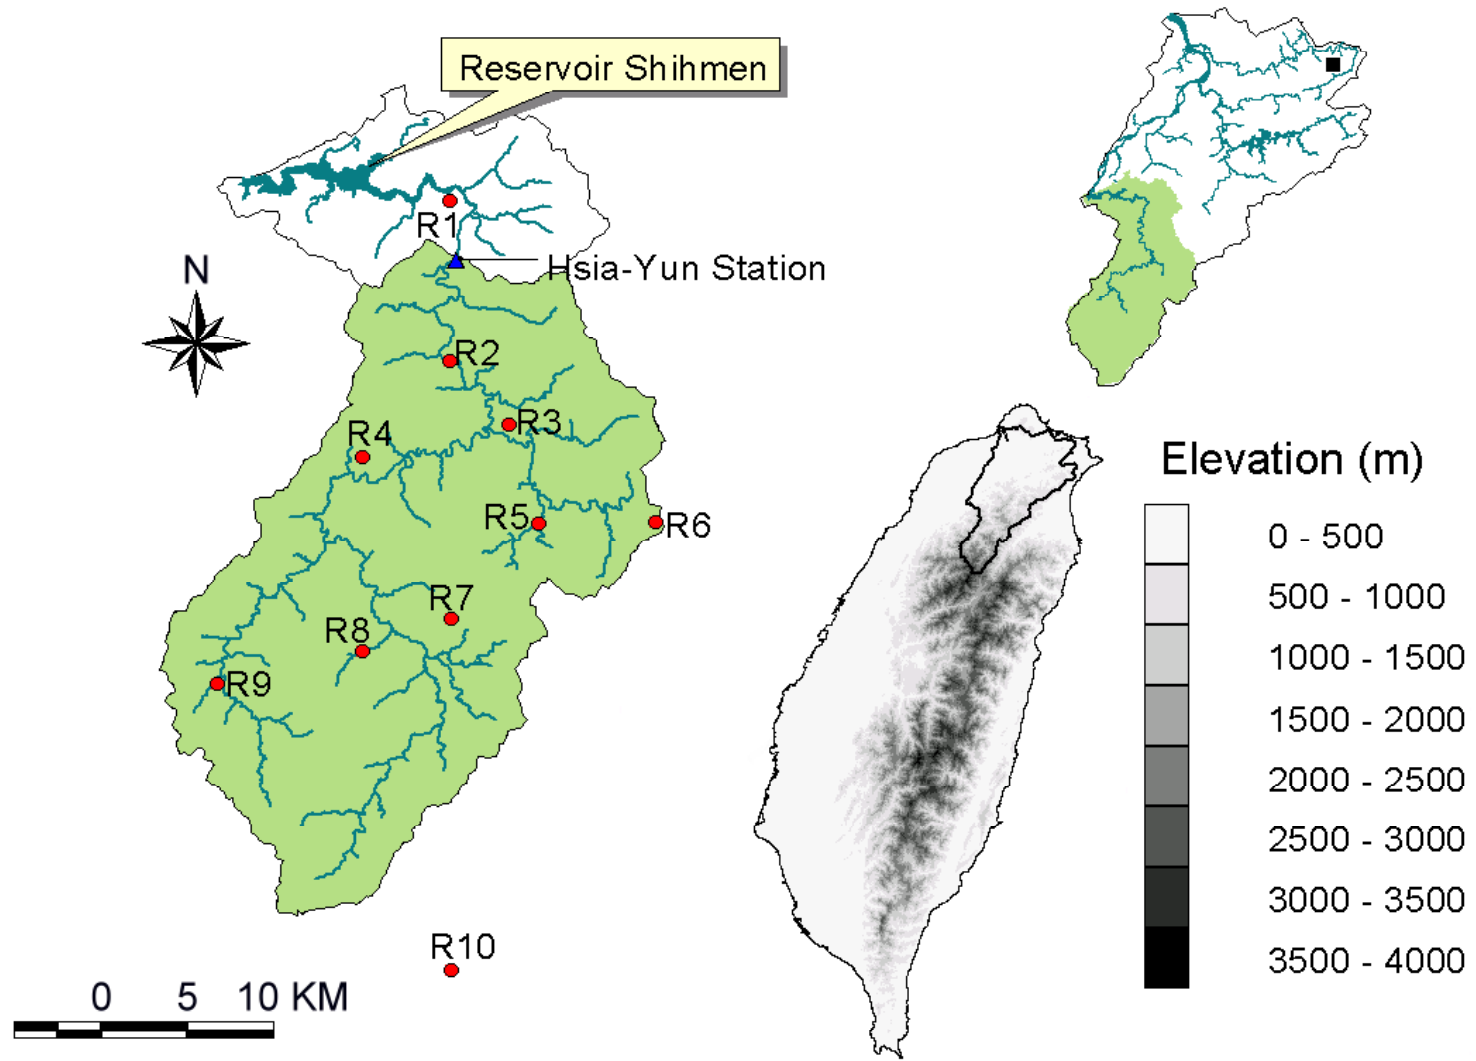 Reservoir Shihmen
R1
Hsia-Yun Station
N
R2
R3
R4
R5
R6
R7
R8
R9
R10
0 5 10 KM
Elevation (m)
0 - 500
500 - 1000
1000 - 1500
1500 - 2000
2000 - 2500
2500 - 3000
3000 - 3500
3500 - 4000